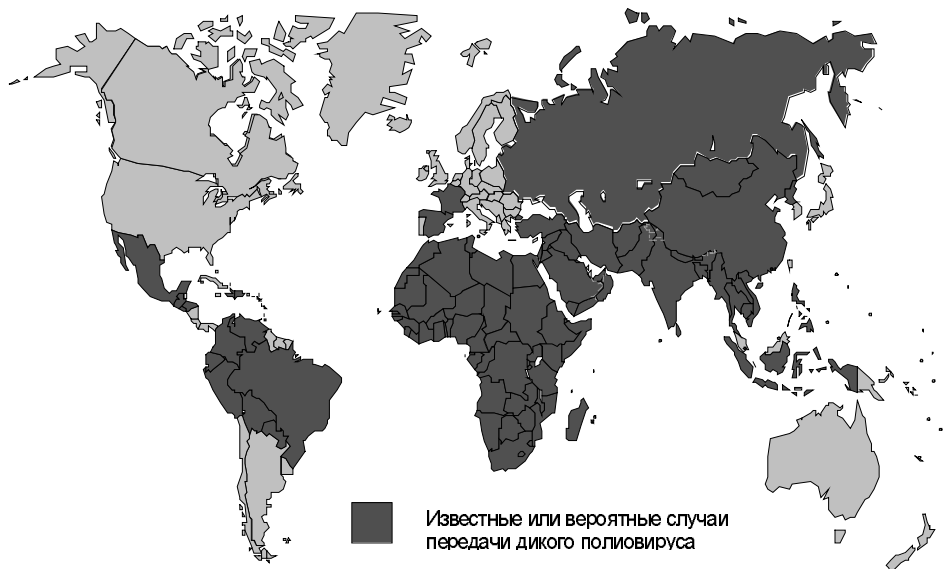 Известные или вероятные случаи
передачи дикого полиовируса